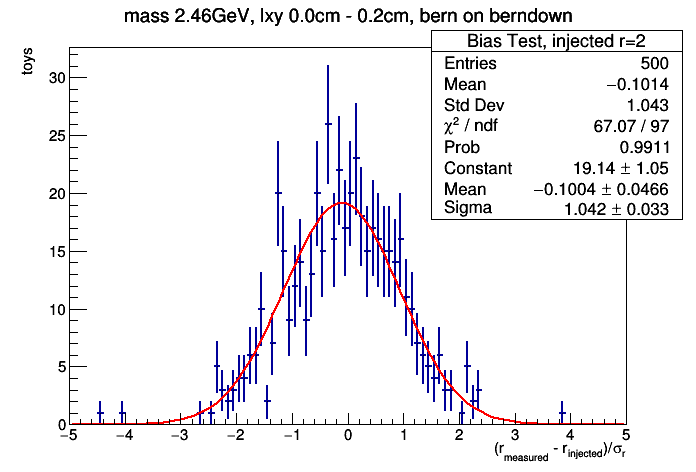 mass 2.46GeV, lxy 0.0cm - 0.2cm, bern on berndown
Bias Test, injected r=2
Entries 500
Mean −0.1014
Std Dev 1.043
χ² / ndf 67.07 / 97
Prob 0.9911
Constant 19.14 ± 1.05
Mean −0.1004 ± 0.0466
Sigma 1.042 ± 0.033
toys
30
25
20
15
10
5
0
−5 −4 −3 −2 −1 0 1 2 3 4 5
(r_measured - r_injected)/σ_r